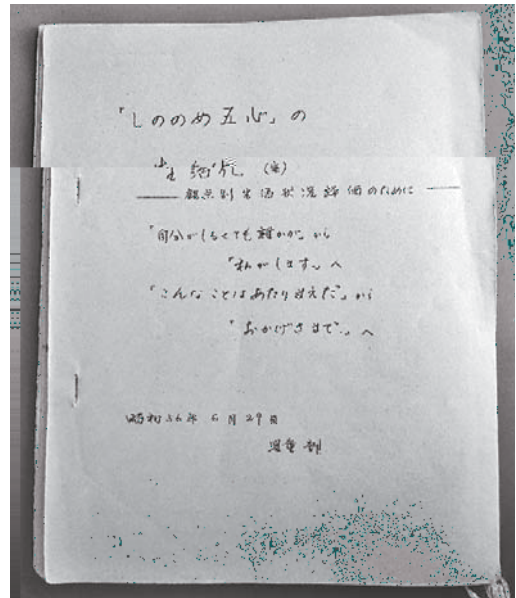 「しののめ五心」の
(案)
観点別 状況評価のために
「自分がしなくても誰かが」から
「私がします」へ
「こんなことはあたりまえだ」から
「おかげさまで」へ
昭和56年6月29日
児童部